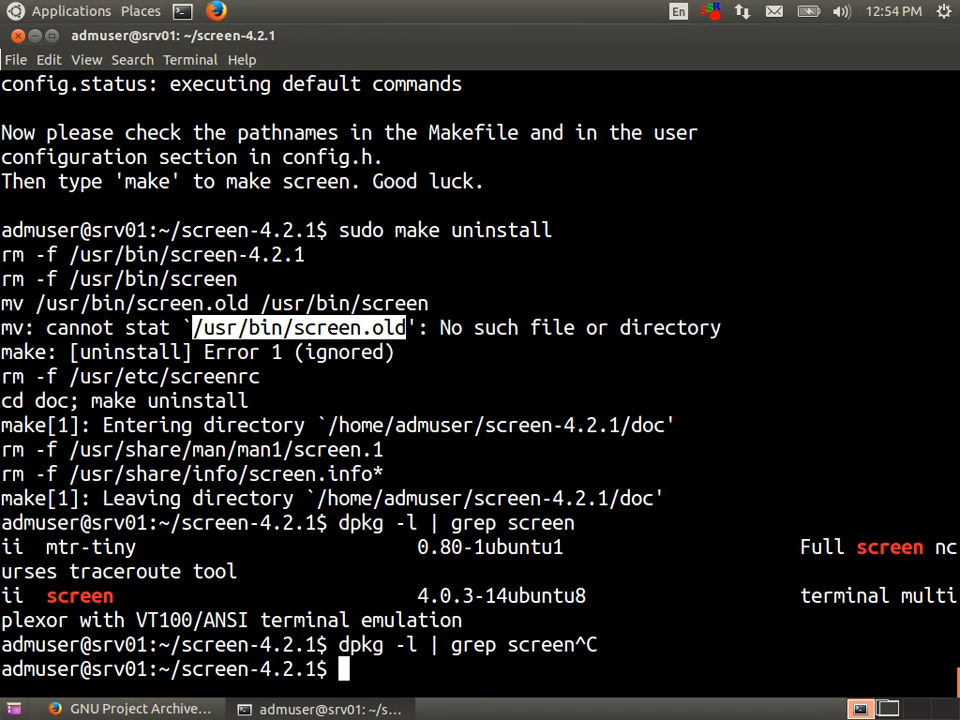 Applications Places En 12:54 PM
admuser@srv01: ~/screen-4.2.1
File Edit View Search Terminal Help
config.status: executing default commands
Now please check the pathnames in the Makefile and in the user
configuration section in config.h.
Then type 'make' to make screen. Good luck.
admuser@srv01:~/screen-4.2.1$ sudo make uninstall
rm -f /usr/bin/screen-4.2.1
rm -f /usr/bin/screen
mv /usr/bin/screen.old /usr/bin/screen
mv: cannot stat `/usr/bin/screen.old': No such file or directory
make: [uninstall] Error 1 (ignored)
rm -f /usr/etc/screenrc
cd doc; make uninstall
make[1]: Entering directory `/home/admuser/screen-4.2.1/doc'
rm -f /usr/share/man/man1/screen.1
rm -f /usr/share/info/screen.info*
make[1]: Leaving directory `/home/admuser/screen-4.2.1/doc'
admuser@srv01:~/screen-4.2.1$ dpkg -l | grep screen
ii  mtr-tiny 0.80-1ubuntu1 Full screen nc
urses traceroute tool
ii  screen 4.0.3-14ubuntu8 terminal multi
plexor with VT100/ANSI terminal emulation
admuser@srv01:~/screen-4.2.1$ dpkg -l | grep screen^C
admuser@srv01:~/screen-4.2.1$
GNU Project Archive... admuser@srv01: ~/s...